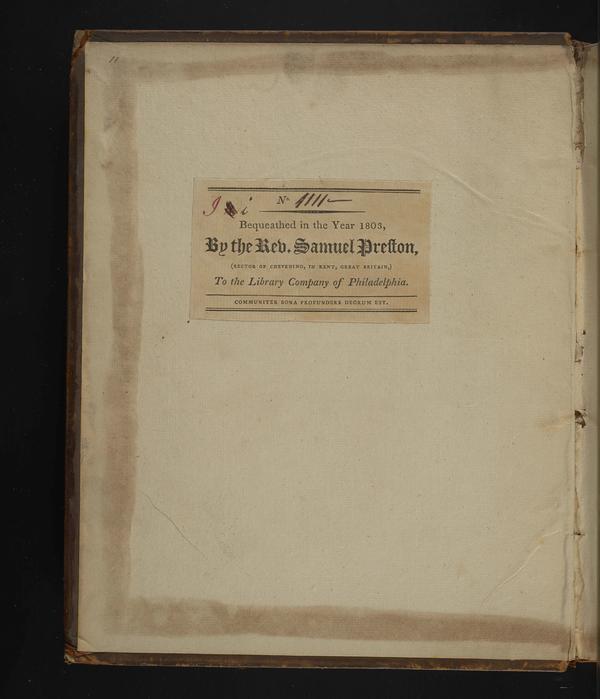 11
I i
No. 1111
Bequeathed in the Year 1803,
By the Rev. Samuel Preſton,
(RECTOR OF CHEVENING, IN KENT, GREAT BRITAIN,)
To the Library Company of Philadelphia.
COMMUNITER BONA PROFUNDERE DEORUM EST.